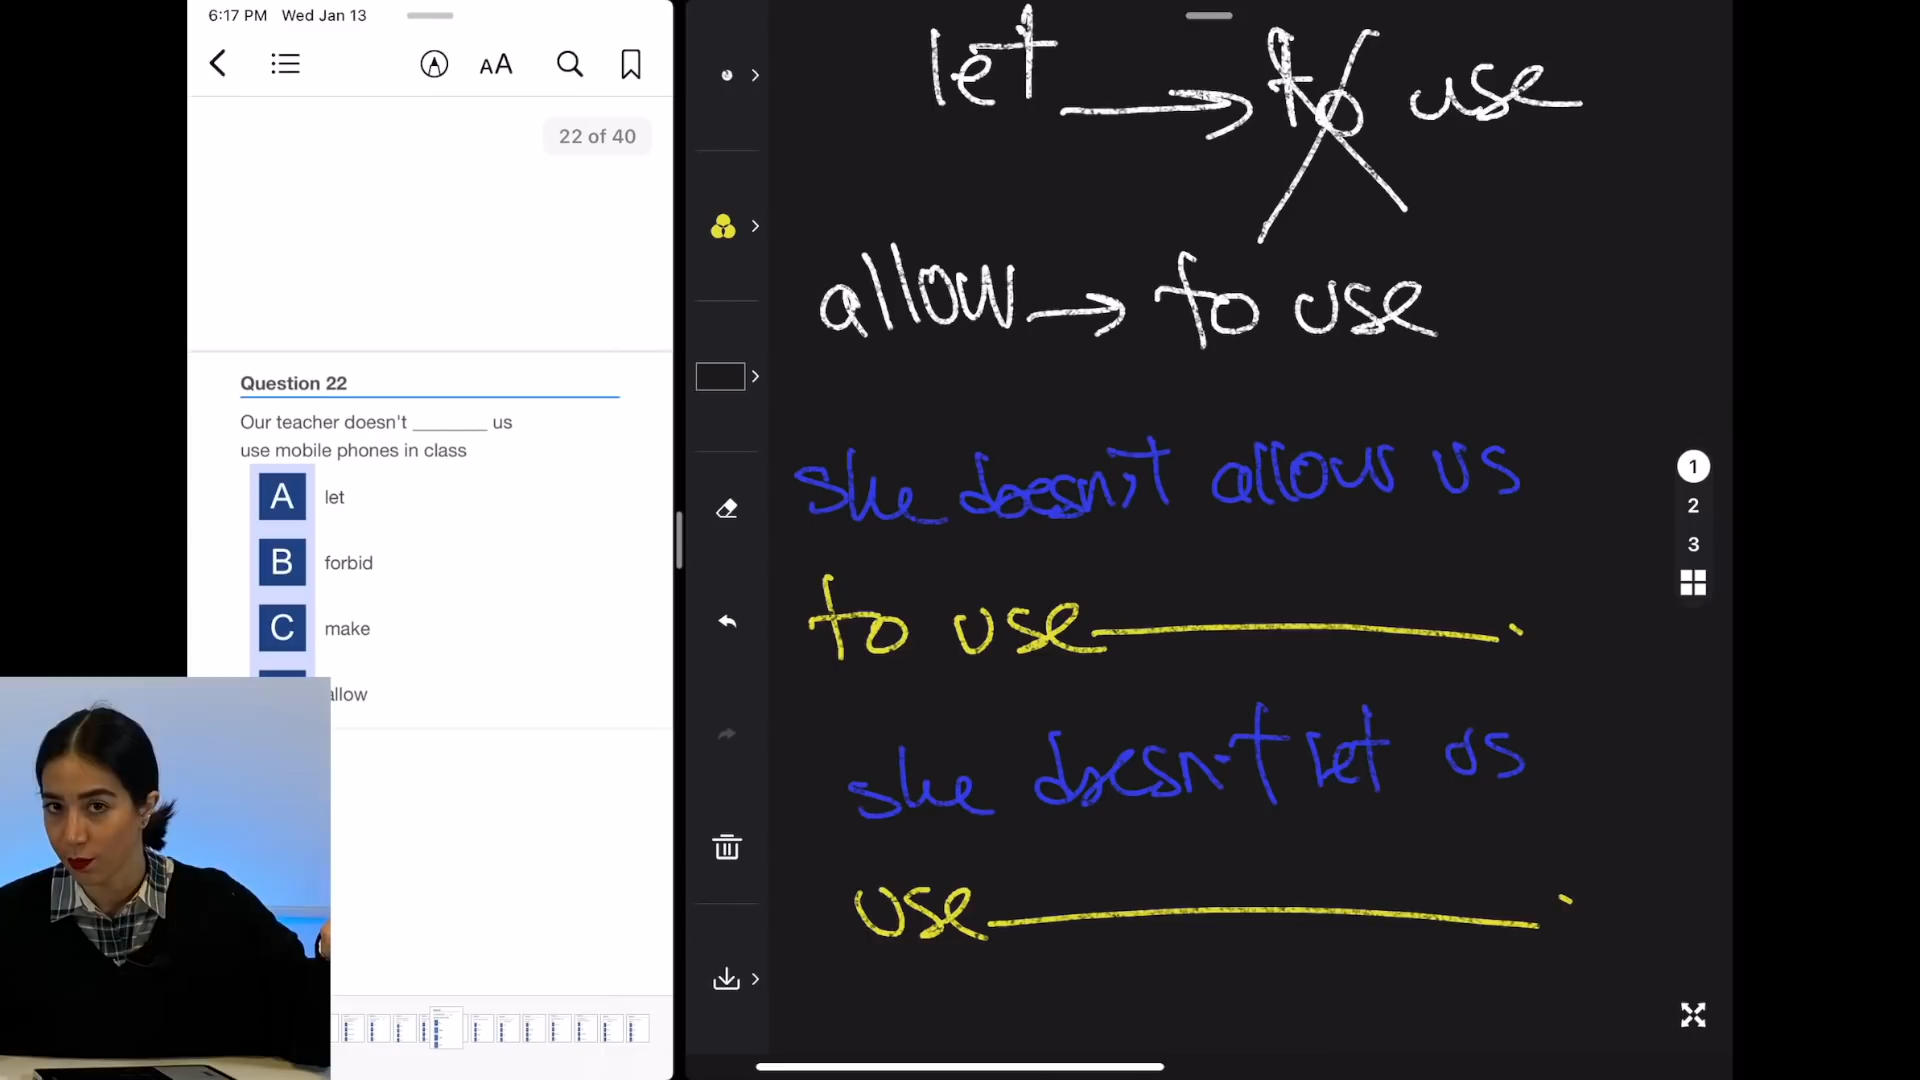 6:17 PM Wed Jan 13
AA
22 of 40
Question 22
Our teacher doesn't ________ us
use mobile phones in class
A let
B forbid
C make
allow
let → to use
allow → to use
she doesn't allow us
to use
she doesn't let us
use
1
2
3